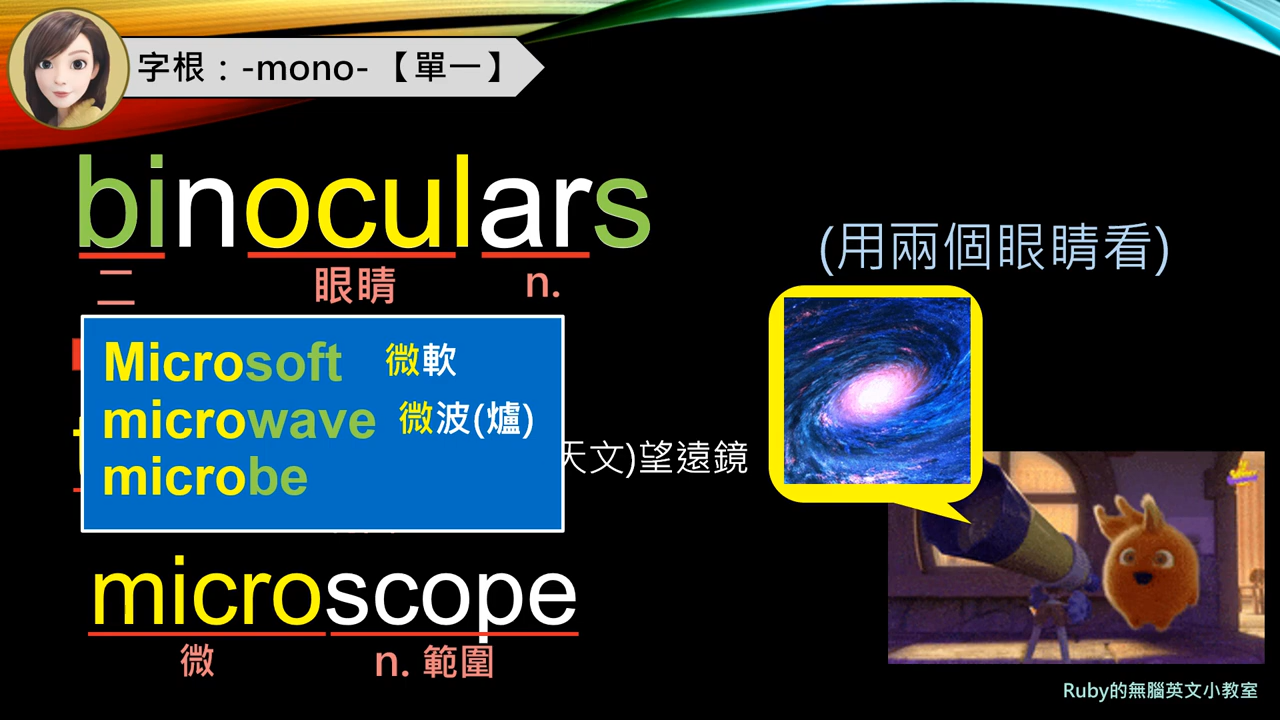 字根：-mono-【單一】
binoculars
二 眼睛 n.
(用兩個眼睛看)
Microsoft 微軟
microwave 微波(爐)
天文)望遠鏡
microbe
microscope
微 n. 範圍
Ruby的無腦英文小教室